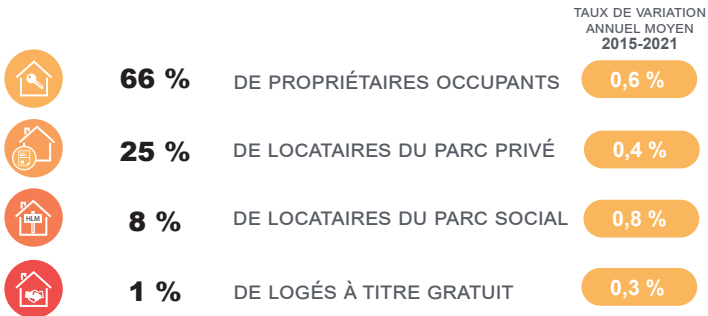 TAUX DE VARIATION
ANNUEL MOYEN
2015-2021
66 % DE PROPRIÉTAIRES OCCUPANTS 0,6 %
25 % DE LOCATAIRES DU PARC PRIVÉ 0,4 %
HLM
8 % DE LOCATAIRES DU PARC SOCIAL 0,8 %
1 % DE LOGÉS À TITRE GRATUIT 0,3 %